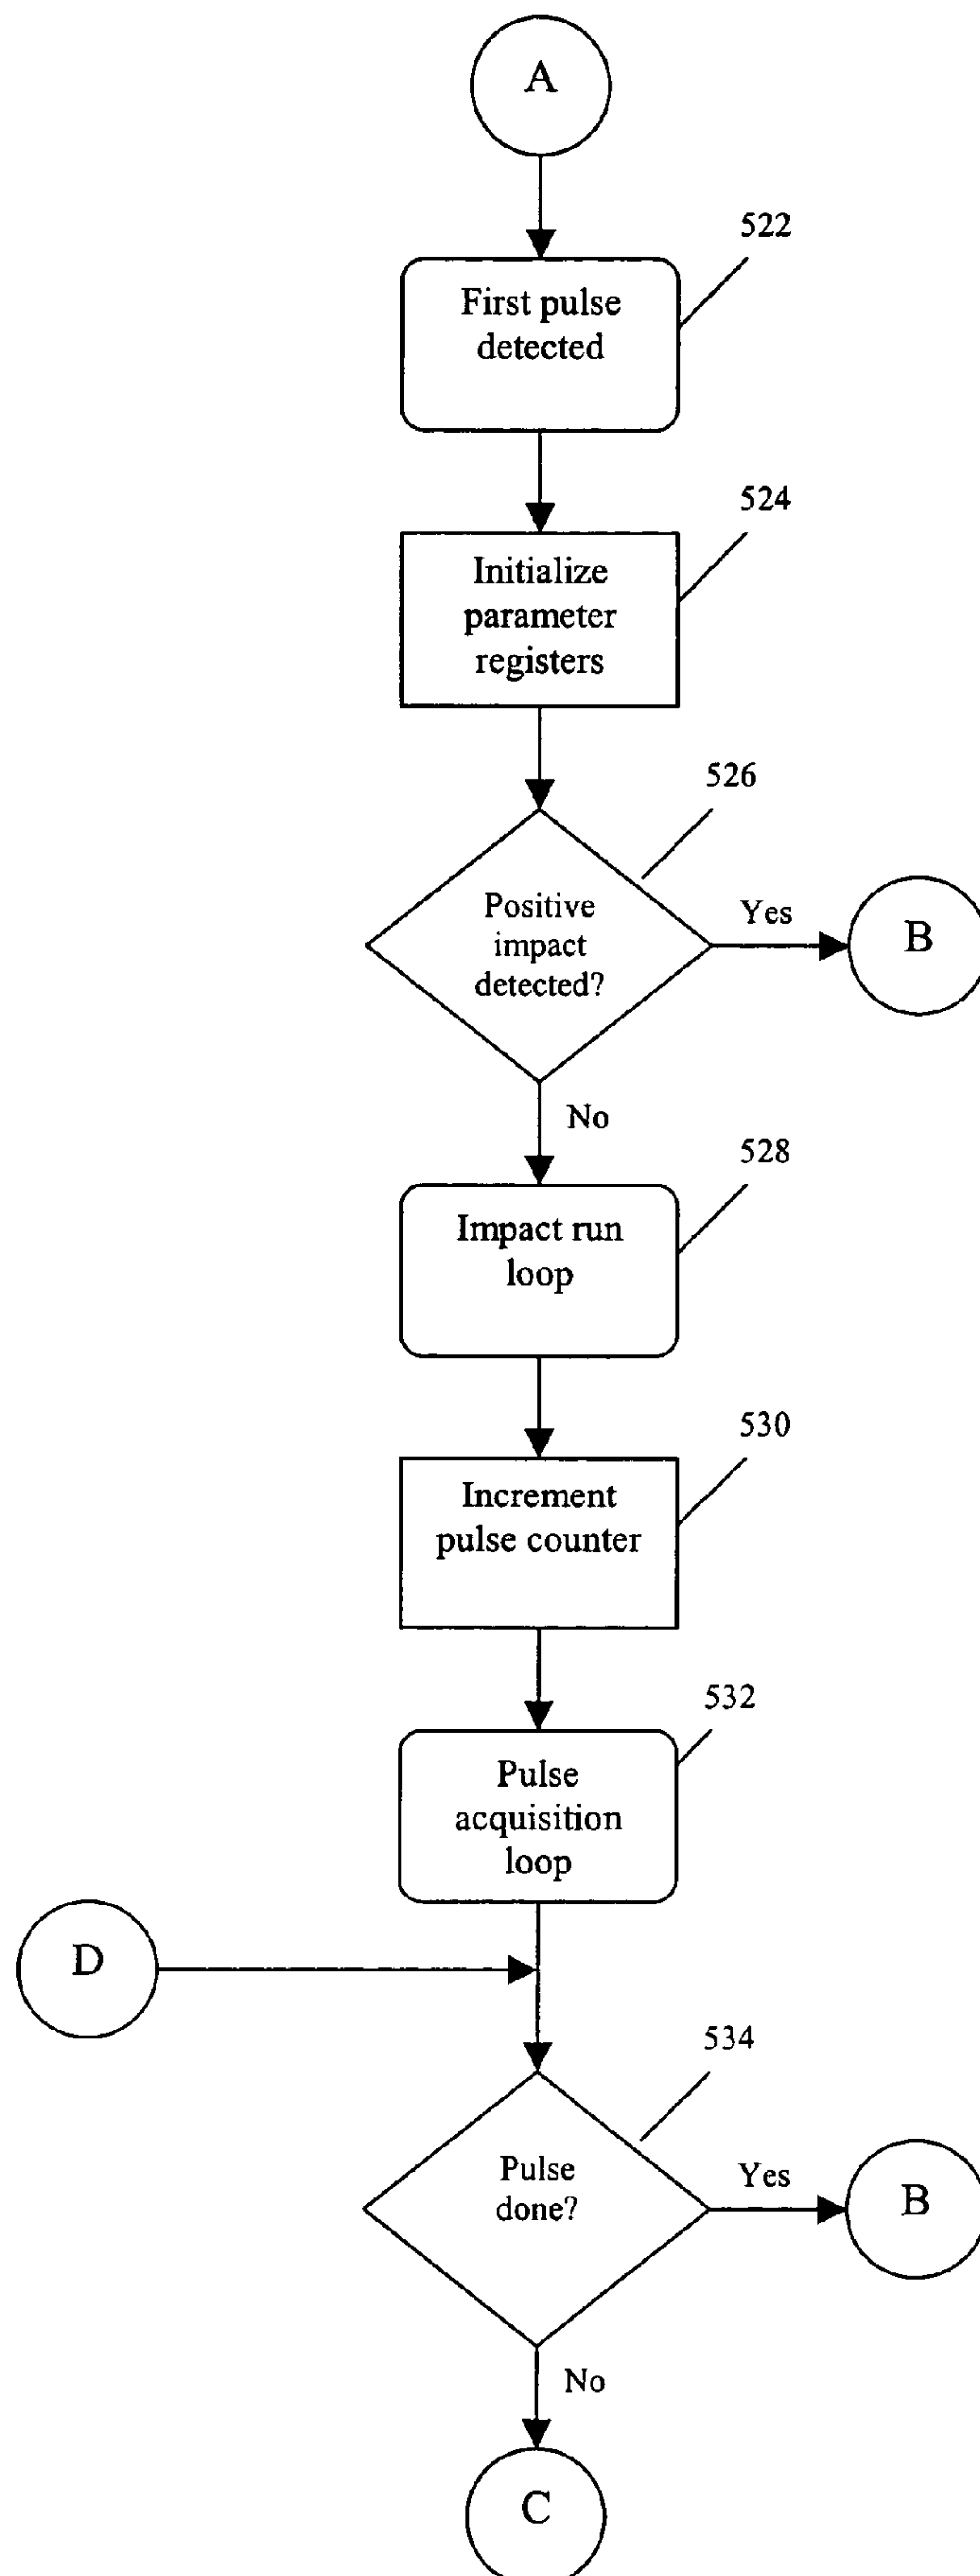 A
522
First pulse
detected
524
Initialize
parameter
registers
526
Positive
impact
detected?
Yes
B
No
528
Impact run
loop
530
Increment
pulse counter
532
Pulse
acquisition
loop
D
534
Pulse
done?
Yes
B
No
C